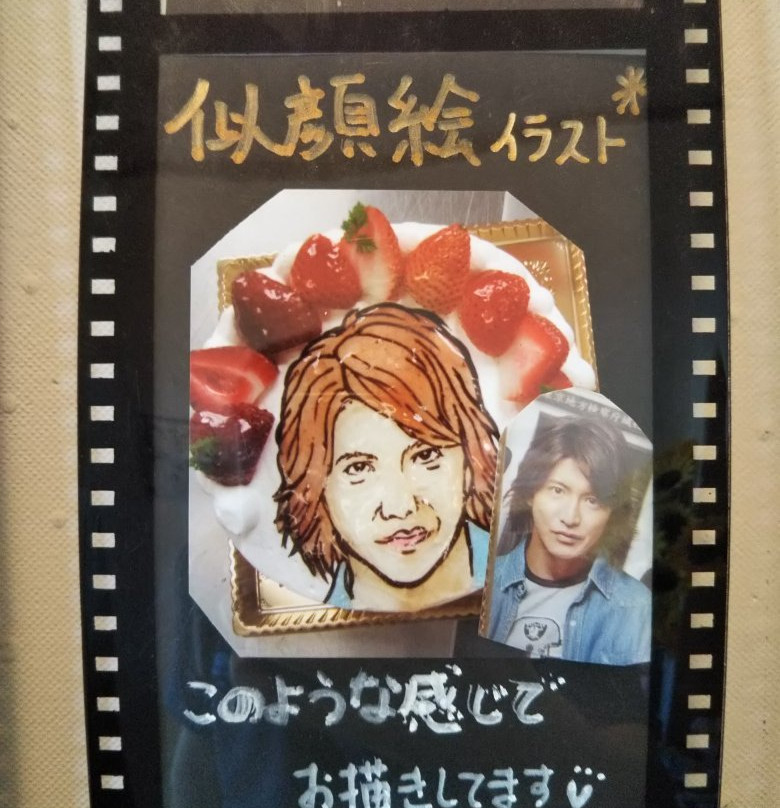 似顔絵イラスト*
このような感じで
お描きしてます♡